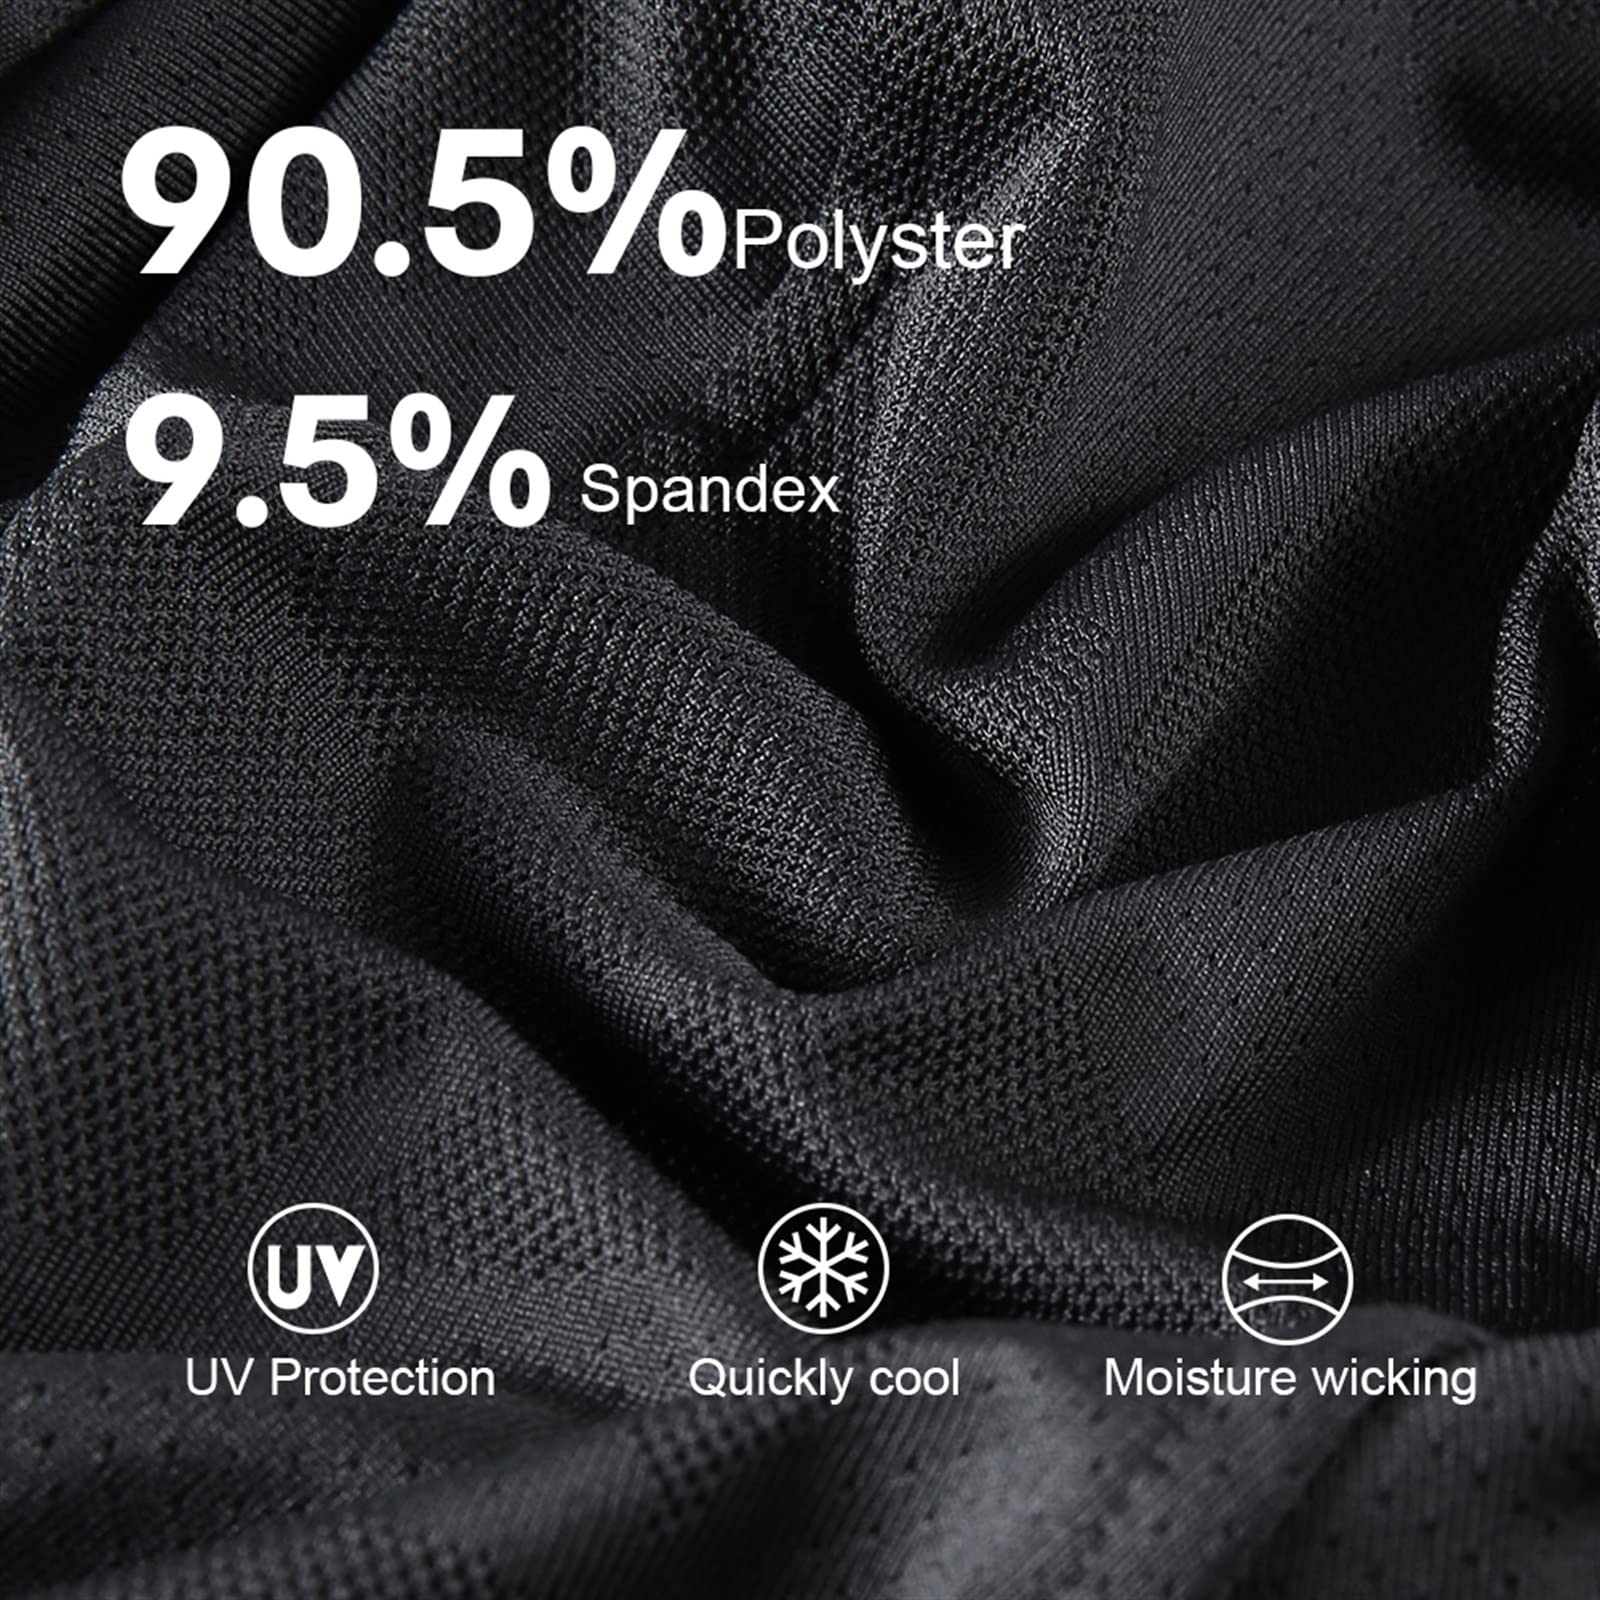 90.5% Polyster
9.5% Spandex
UV
UV Protection
Quickly cool
Moisture wicking